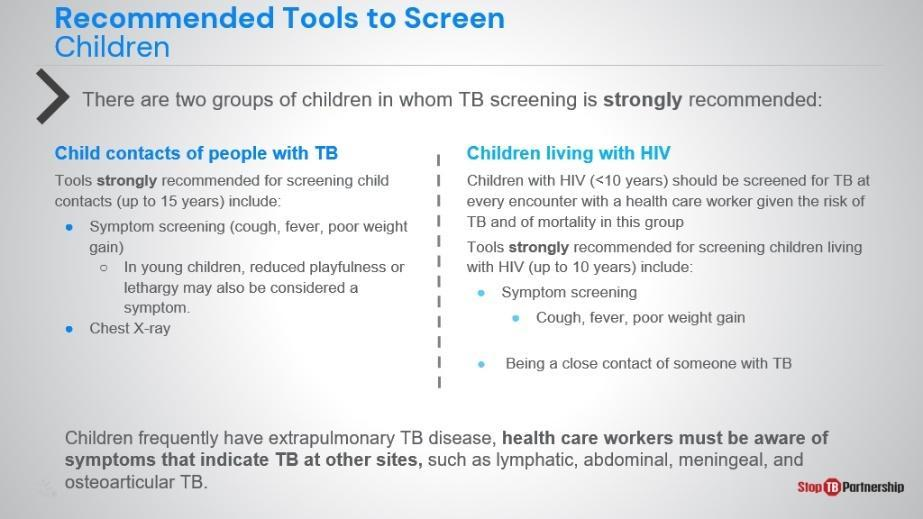 Recommended Tools to Screen
Children
There are two groups of children in whom TB screening is strongly recommended:
Child contacts of people with TB
Tools strongly recommended for screening child
contacts (up to 15 years) include:
● Symptom screening (cough, fever, poor weight
gain)
○ In young children, reduced playfulness or
lethargy may also be considered a
symptom.
● Chest X-ray
Children living with HIV
Children with HIV (<10 years) should be screened for TB at
every encounter with a health care worker given the risk of
TB and of mortality in this group
Tools strongly recommended for screening children living
with HIV (up to 10 years) include:
● Symptom screening
● Cough, fever, poor weight gain
● Being a close contact of someone with TB
Children frequently have extrapulmonary TB disease, health care workers must be aware of
symptoms that indicate TB at other sites, such as lymphatic, abdominal, meningeal, and
osteoarticular TB.
Stop TB Partnership